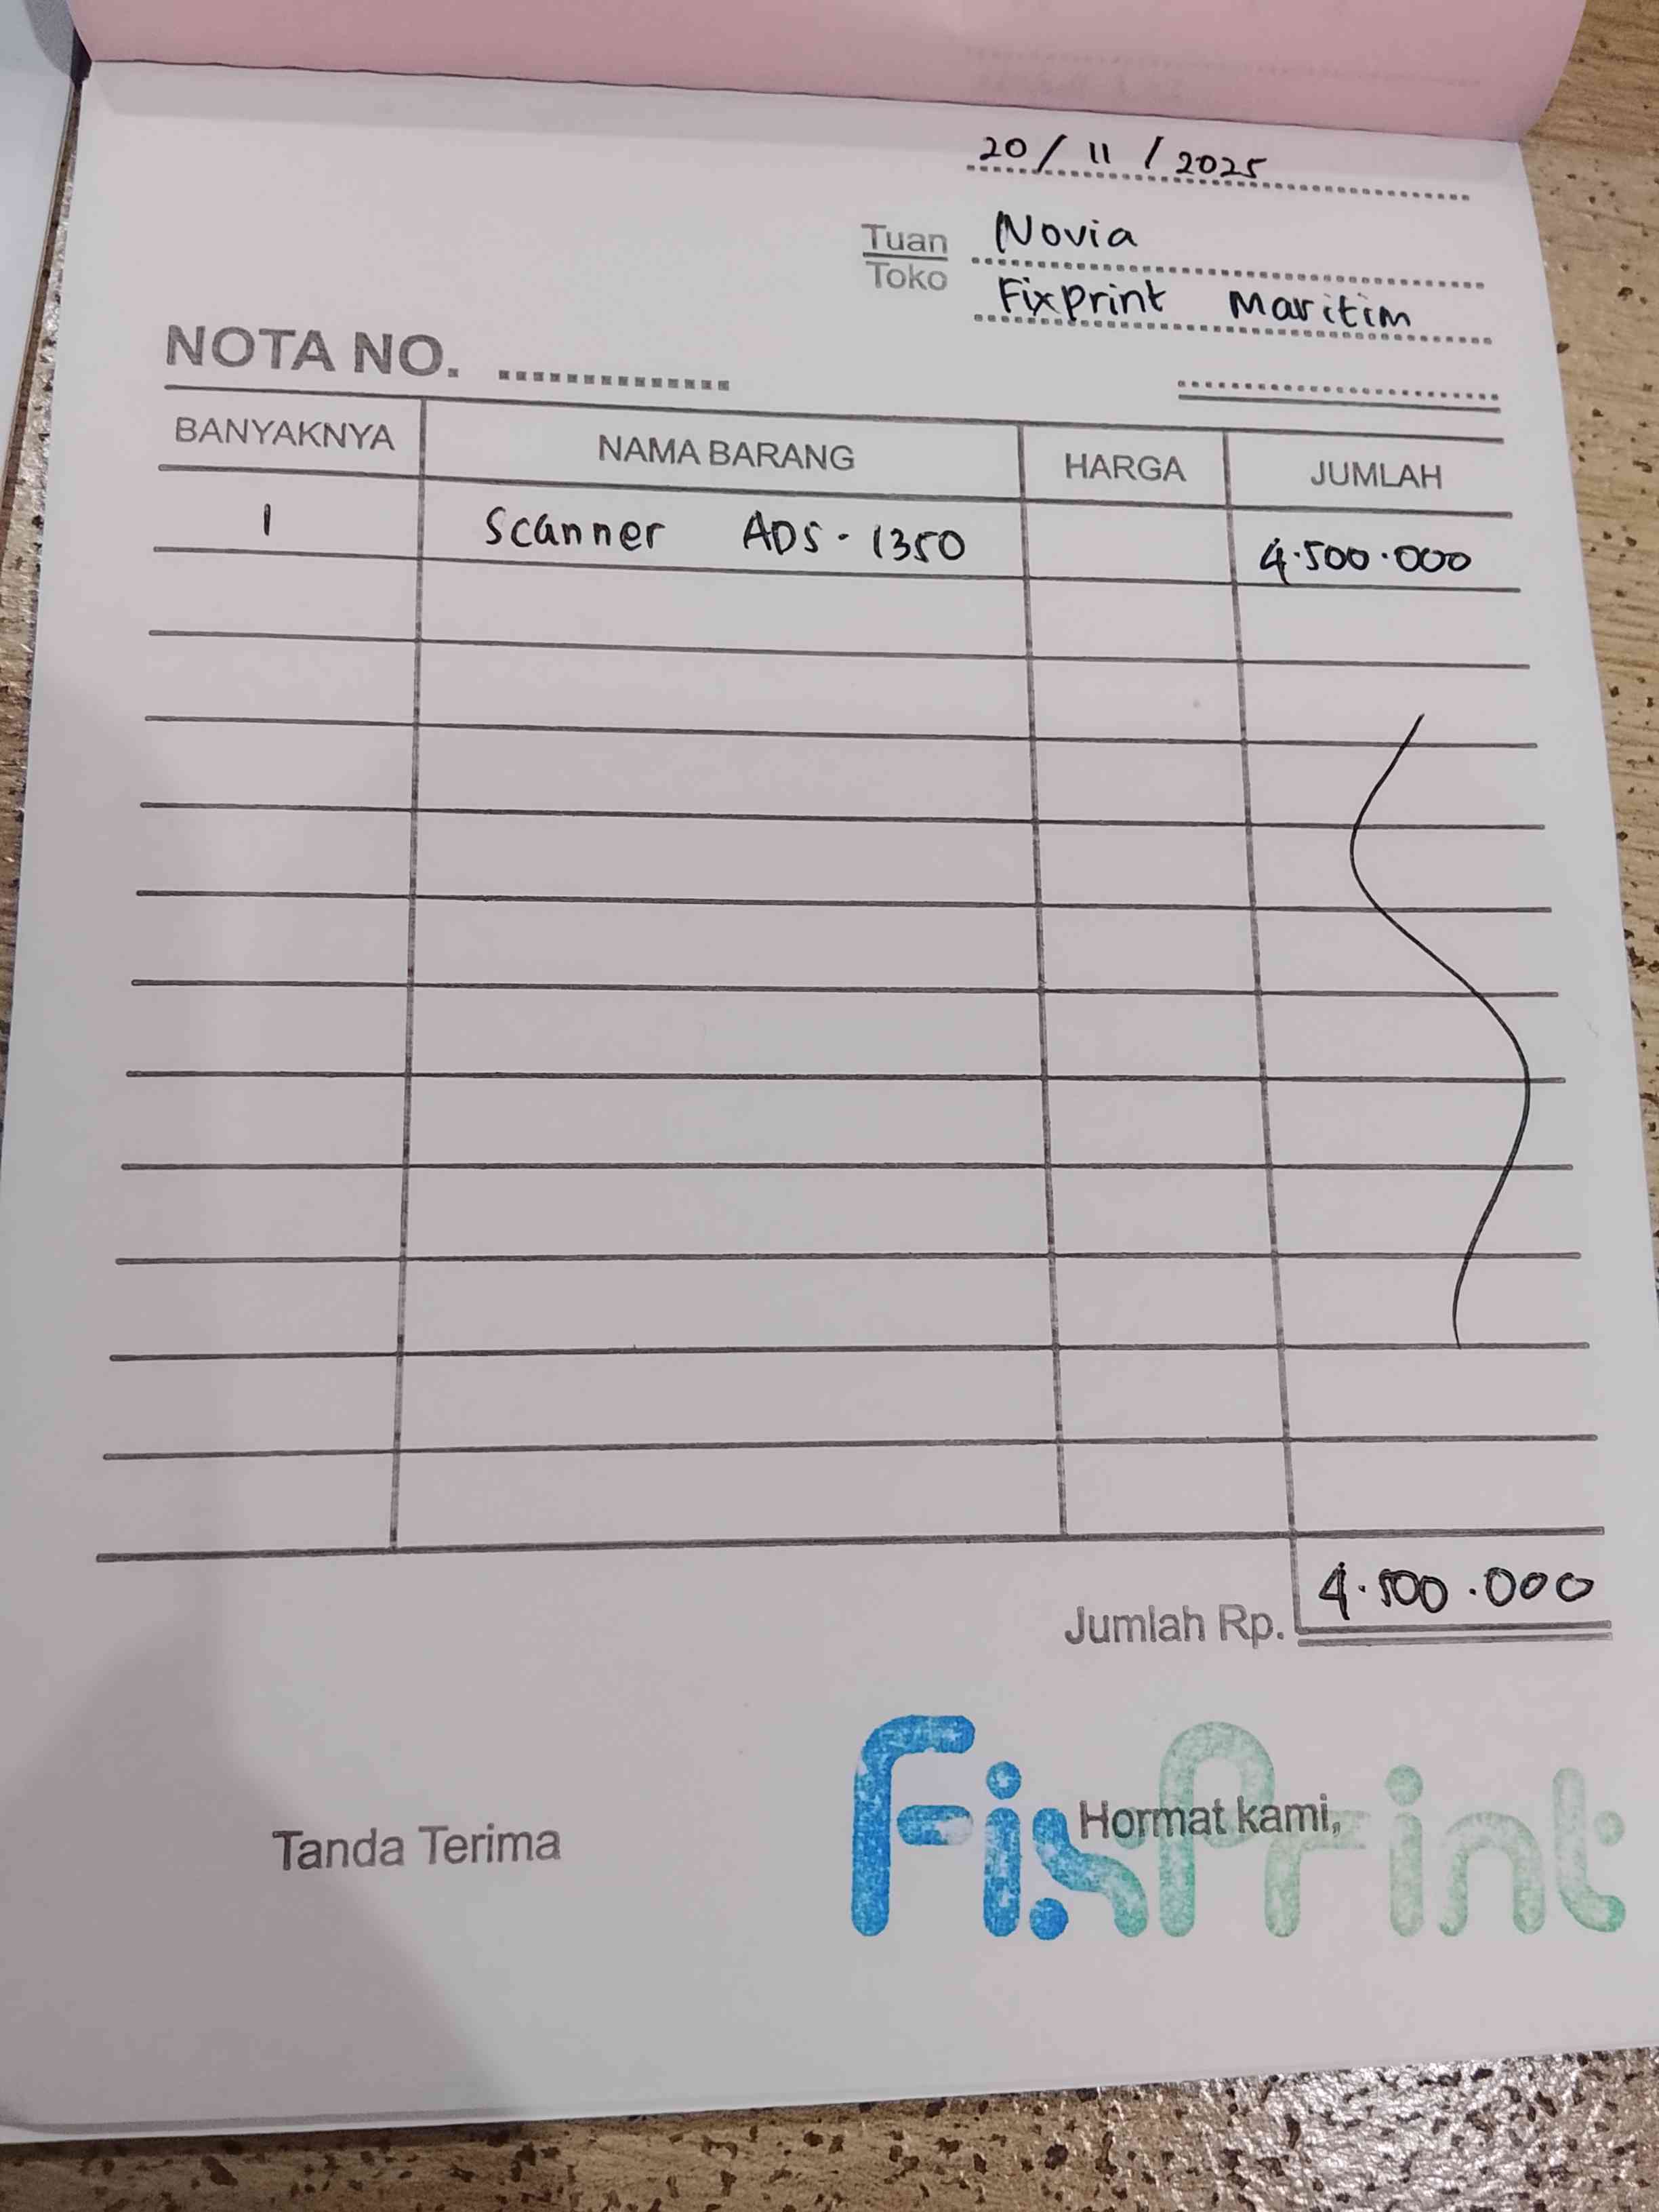 20 / 11 / 2025
Tuan Novia
Toko Fixprint Maritim
NOTA NO. ..............
BANYAKNYA NAMA BARANG HARGA JUMLAH
1 Scanner ADS-1350 4.500.000
Jumlah Rp. 4.500.000
FixPrint
Tanda Terima Hormat kami,